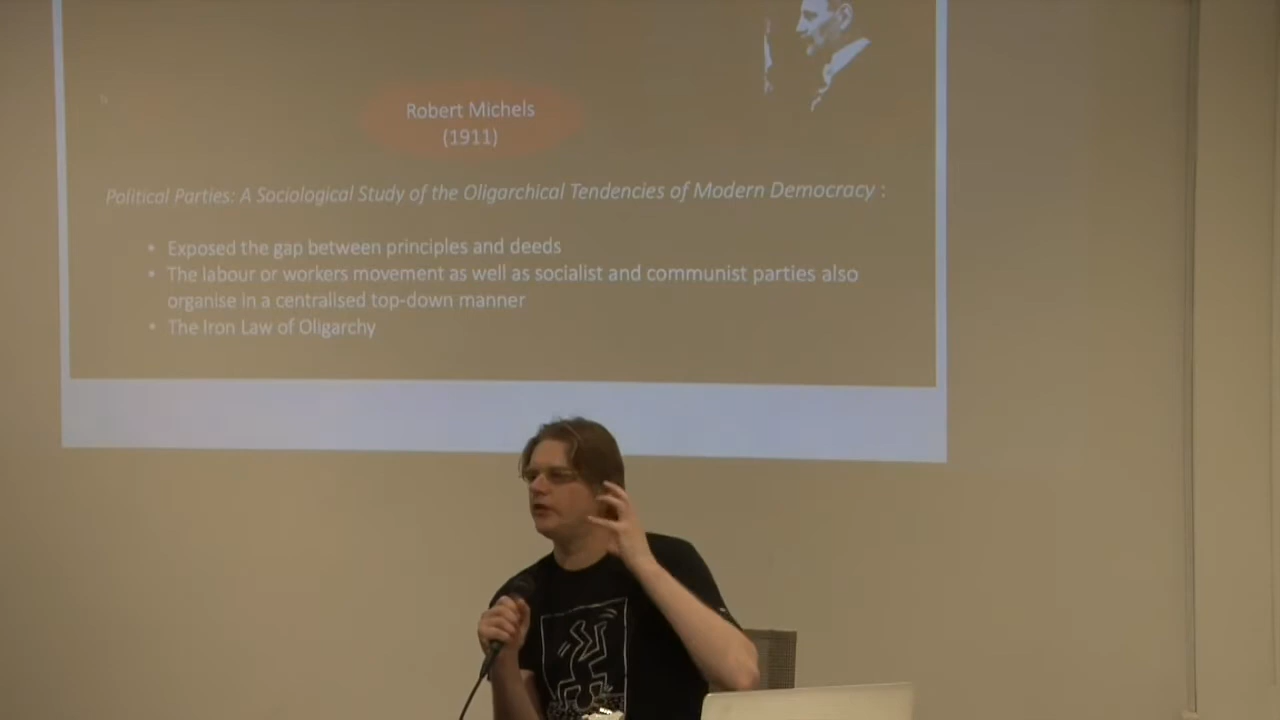 Robert Michels
(1911)
Political Parties: A Sociological Study of the Oligarchical Tendencies of Modern Democracy :
• Exposed the gap between principles and deeds
• The labour or workers movement as well as socialist and communist parties also
organise in a centralised top-down manner
• The Iron Law of Oligarchy